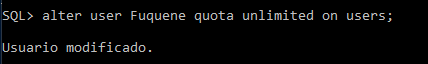 SQL> alter user Fuquene quota unlimited on users;
Usuario modificado.